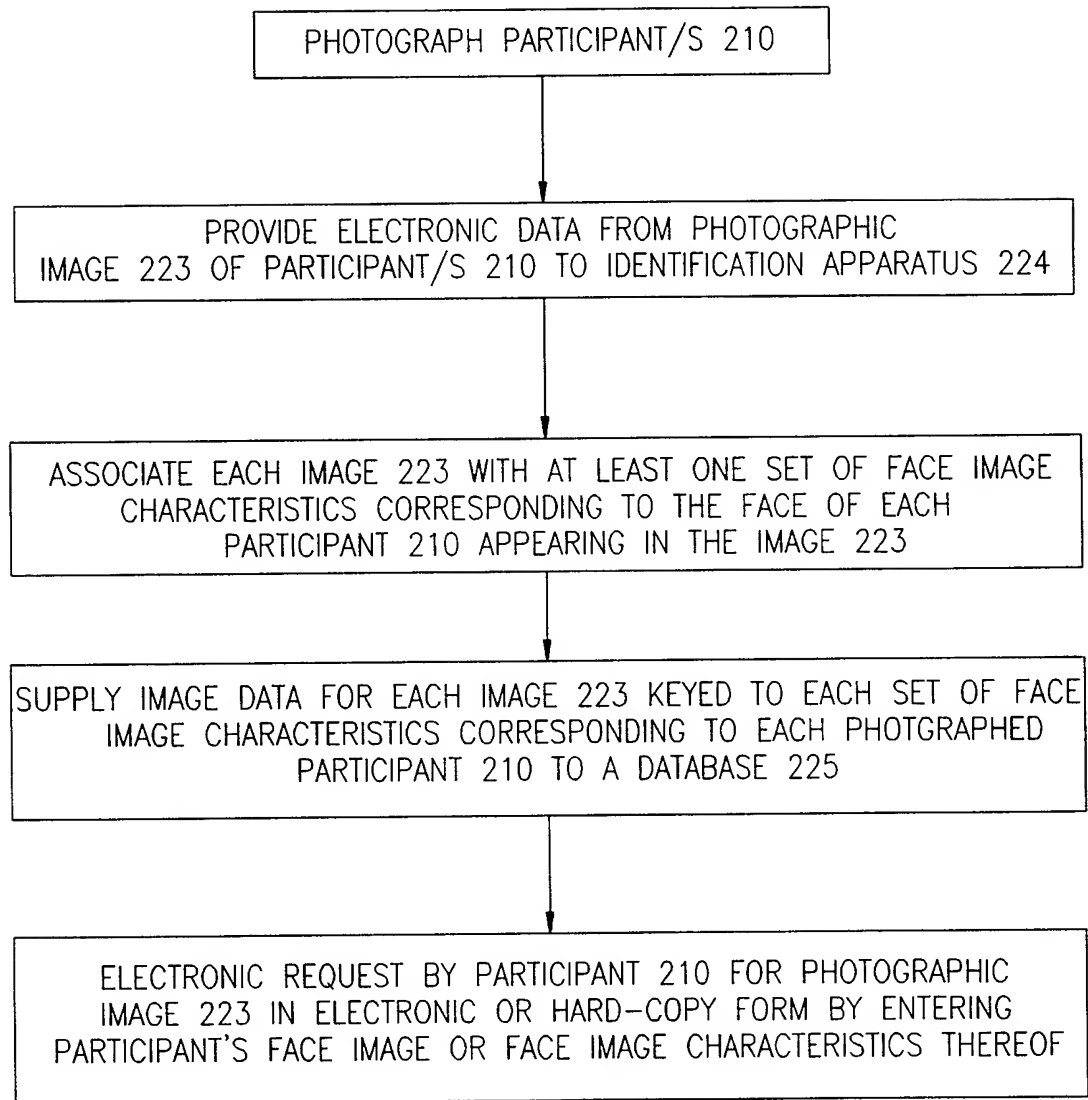 PHOTOGRAPH PARTICIPANT/S 210
PROVIDE ELECTRONIC DATA FROM PHOTOGRAPHIC
IMAGE 223 OF PARTICIPANT/S 210 TO IDENTIFICATION APPARATUS 224
ASSOCIATE EACH IMAGE 223 WITH AT LEAST ONE SET OF FACE IMAGE
CHARACTERISTICS CORRESPONDING TO THE FACE OF EACH
PARTICIPANT 210 APPEARING IN THE IMAGE 223
SUPPLY IMAGE DATA FOR EACH IMAGE 223 KEYED TO EACH SET OF FACE
IMAGE CHARACTERISTICS CORRESPONDING TO EACH PHOTGRAPHED
PARTICIPANT 210 TO A DATABASE 225
ELECTRONIC REQUEST BY PARTICIPANT 210 FOR PHOTOGRAPHIC
IMAGE 223 IN ELECTRONIC OR HARD-COPY FORM BY ENTERING
PARTICIPANT'S FACE IMAGE OR FACE IMAGE CHARACTERISTICS THEREOF